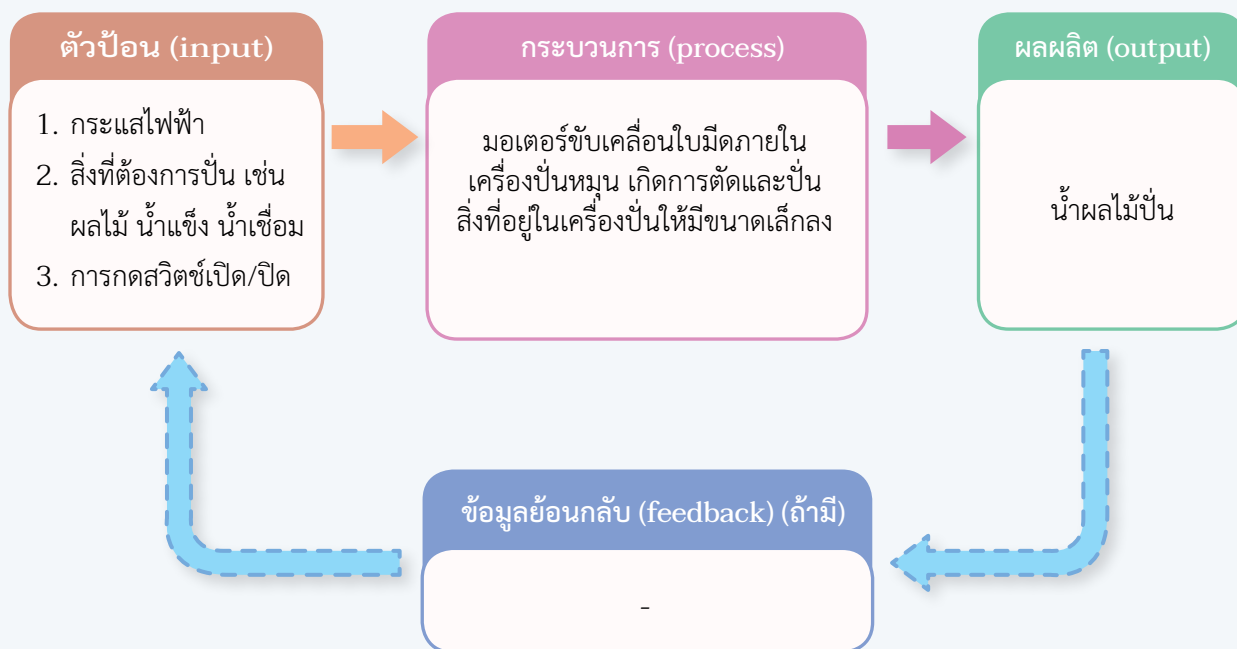 ตัวป้อน (input)
1. กระแสไฟฟ้า
2. สิ่งที่ต้องการปั่น เช่น
ผลไม้ น้ำแข็ง น้ำเชื่อม
3. การกดสวิตช์เปิด/ปิด
กระบวนการ (process)
มอเตอร์ขับเคลื่อนใบมีดภายใน
เครื่องปั่นหมุน เกิดการตัดและปั่น
สิ่งที่อยู่ในเครื่องปั่นให้มีขนาดเล็กลง
ผลผลิต (output)
น้ำผลไม้ปั่น
ข้อมูลย้อนกลับ (feedback) (ถ้ามี)
-